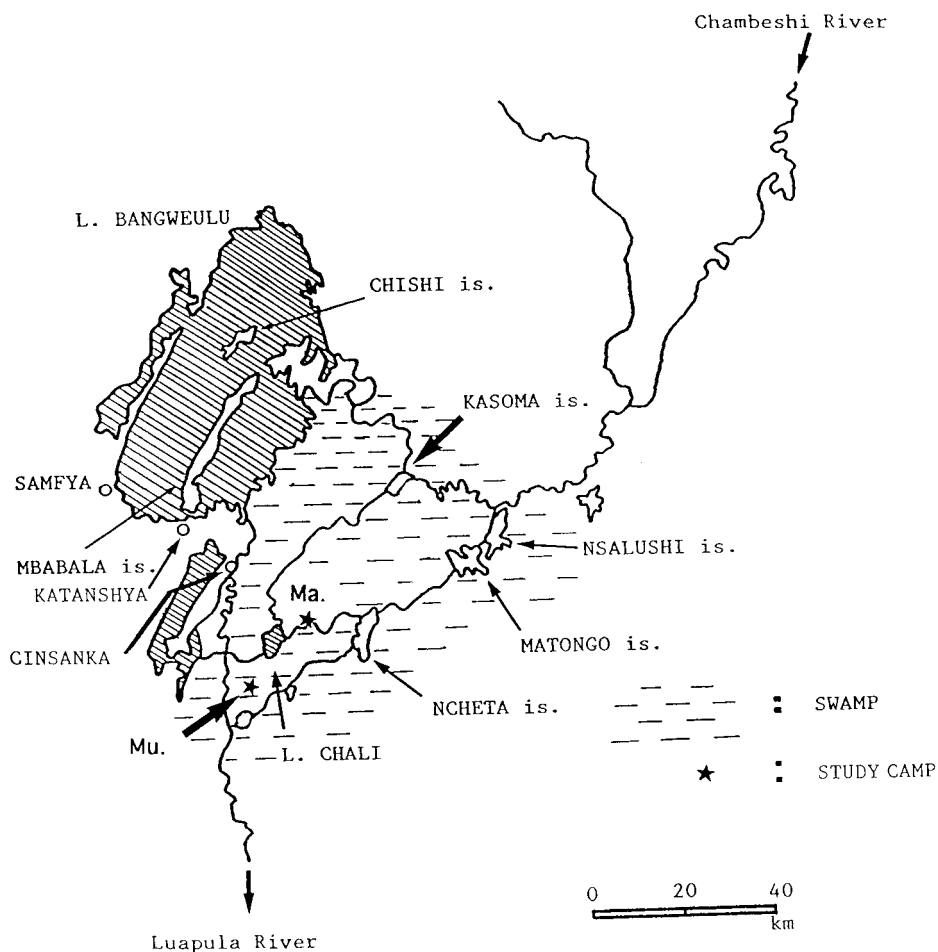 Chambeshi River
L. BANGWEULU
CHISHI is.
KASOMA is.
SAMFYA
MBABALA is.
KATANSHYA
NSALUSHI is.
Ma.
CINSANKA
MATONGO is.
NCHETA is.
SWAMP
Mu.
L. CHALI
STUDY CAMP
0 20 40
km
Luapula River